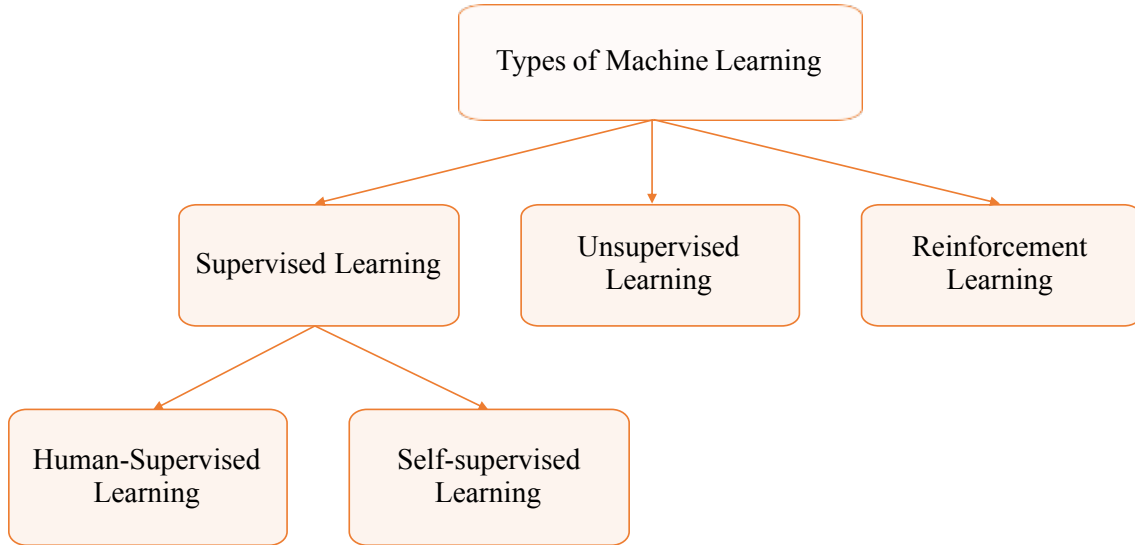 Types of Machine Learning
Supervised Learning
Unsupervised
Learning
Reinforcement
Learning
Human-Supervised
Learning
Self-supervised
Learning